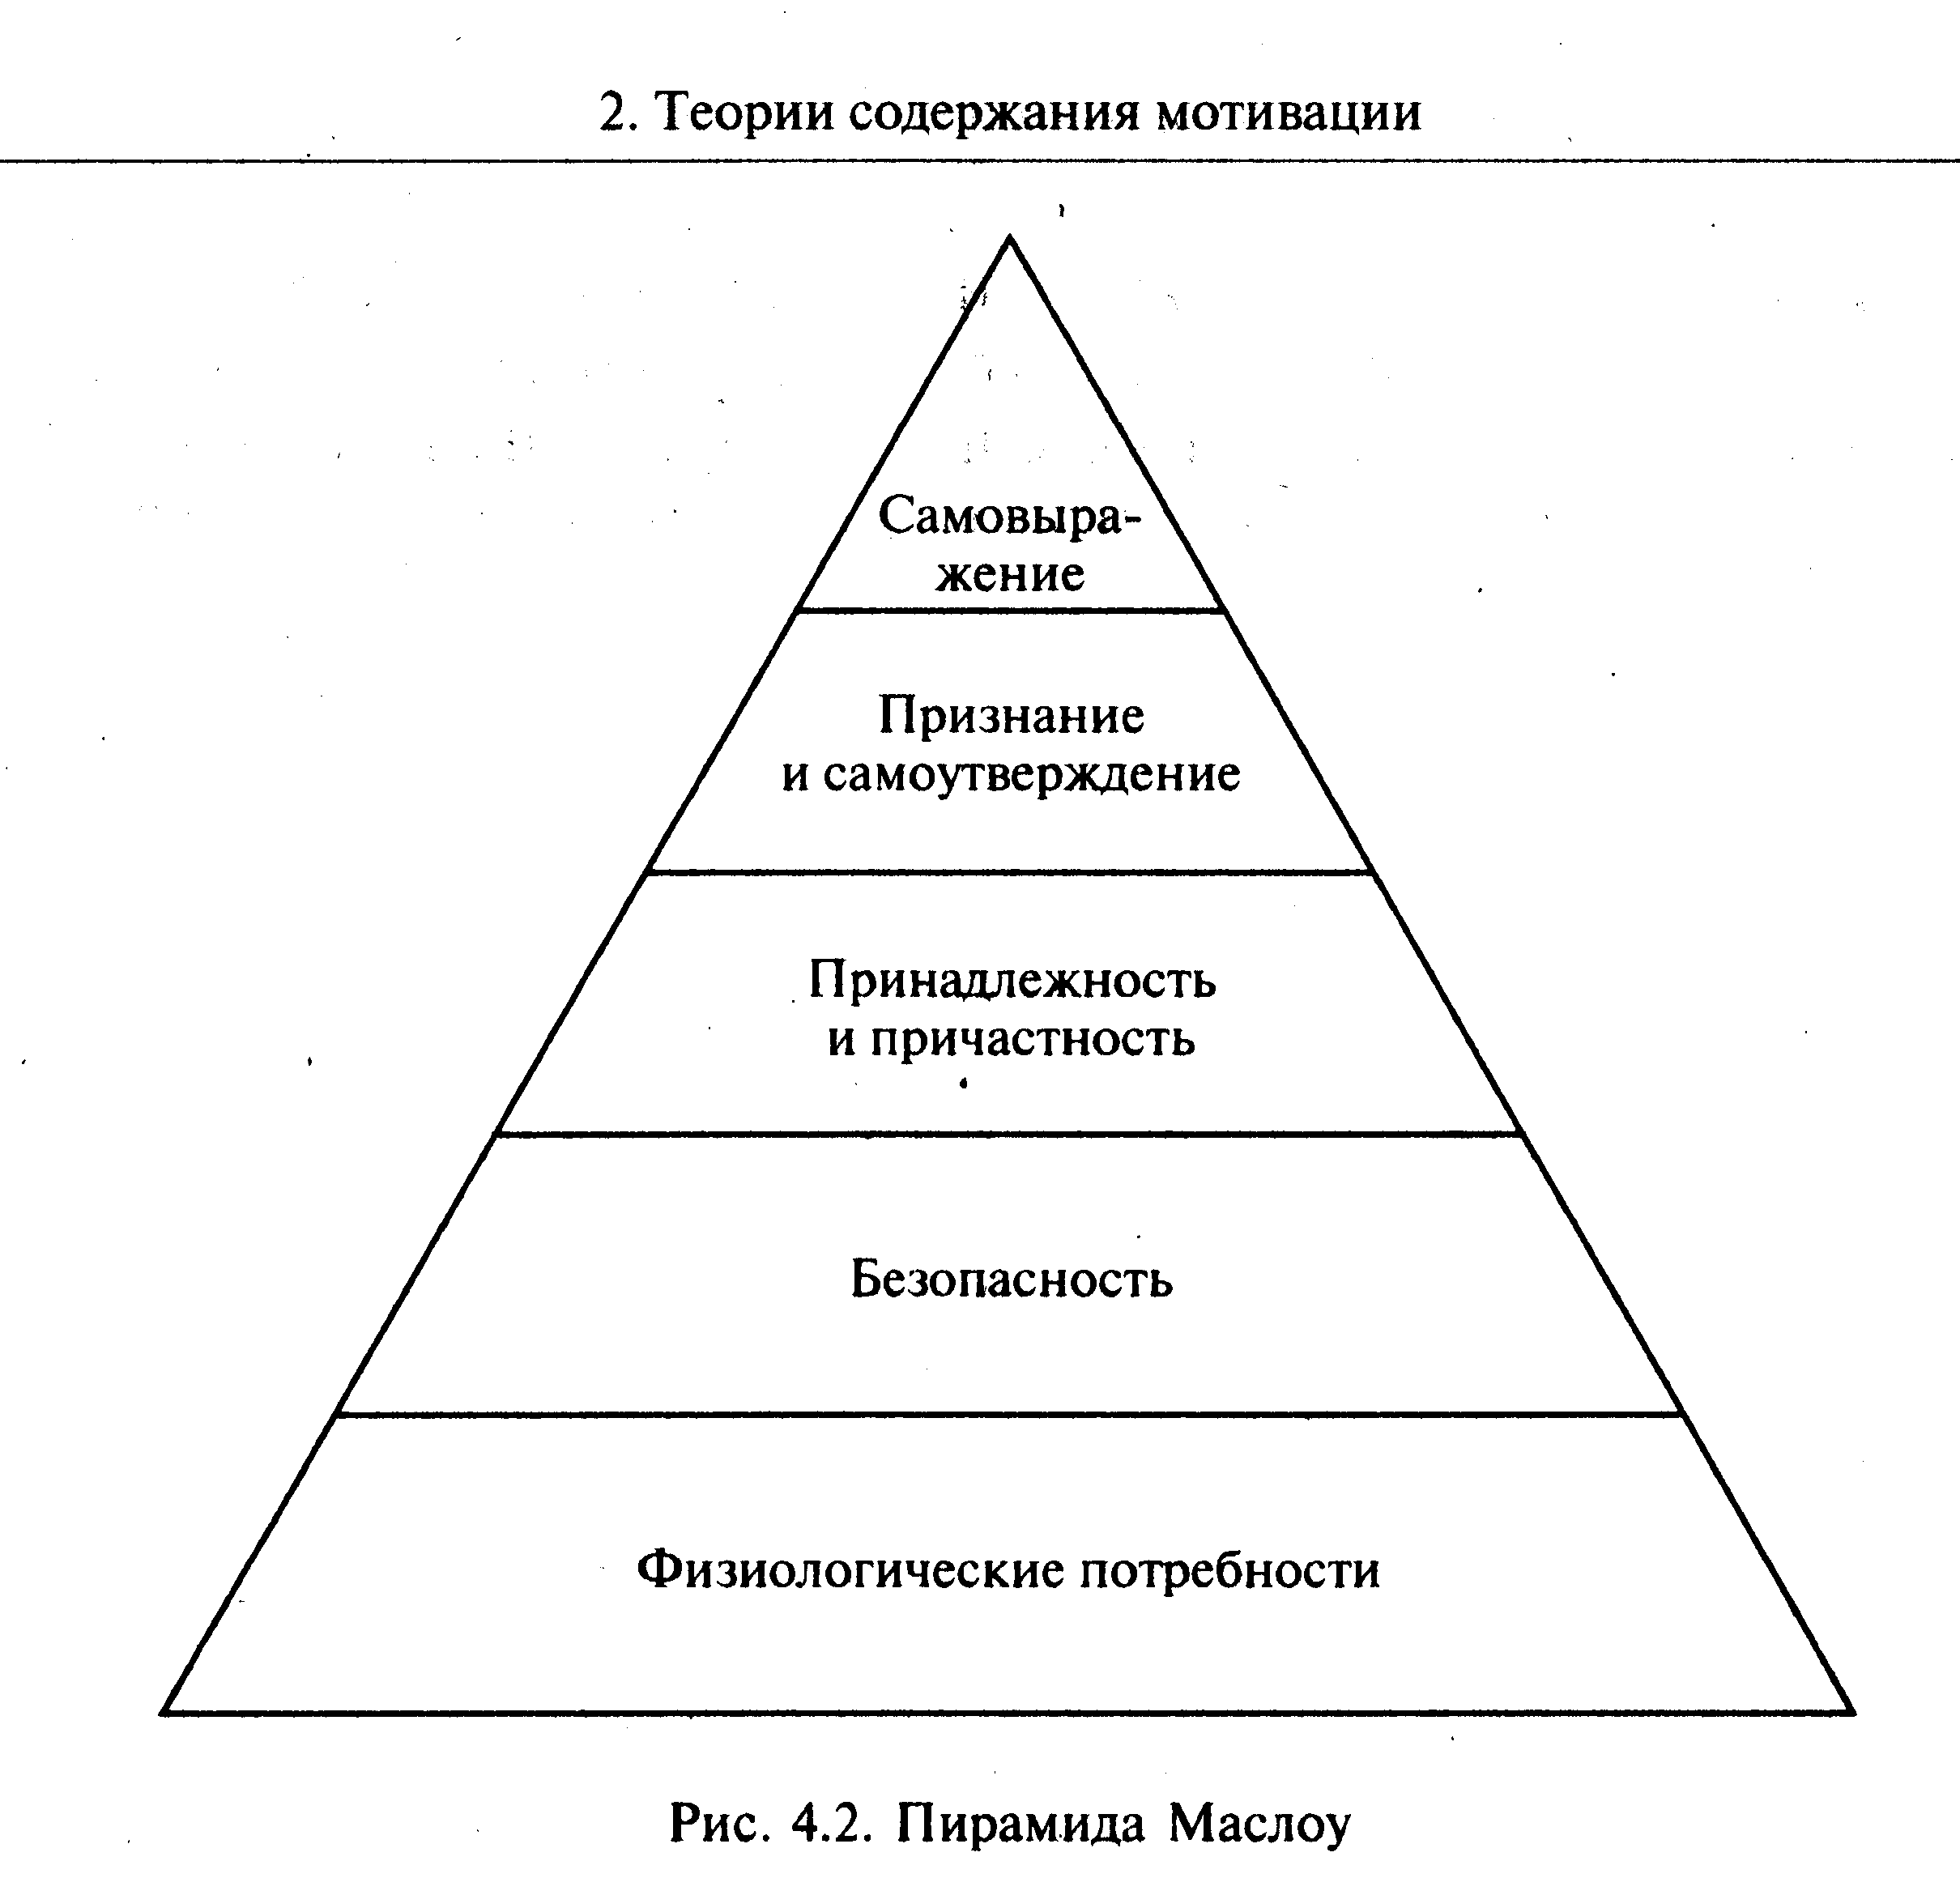 2. Теории содержания мотивации
Самовыра-
жение
Признание
и самоутверждение
Принадлежность
и причастность
Безопасность
Физиологические потребности
Рис. 4.2. Пирамида Маслоу